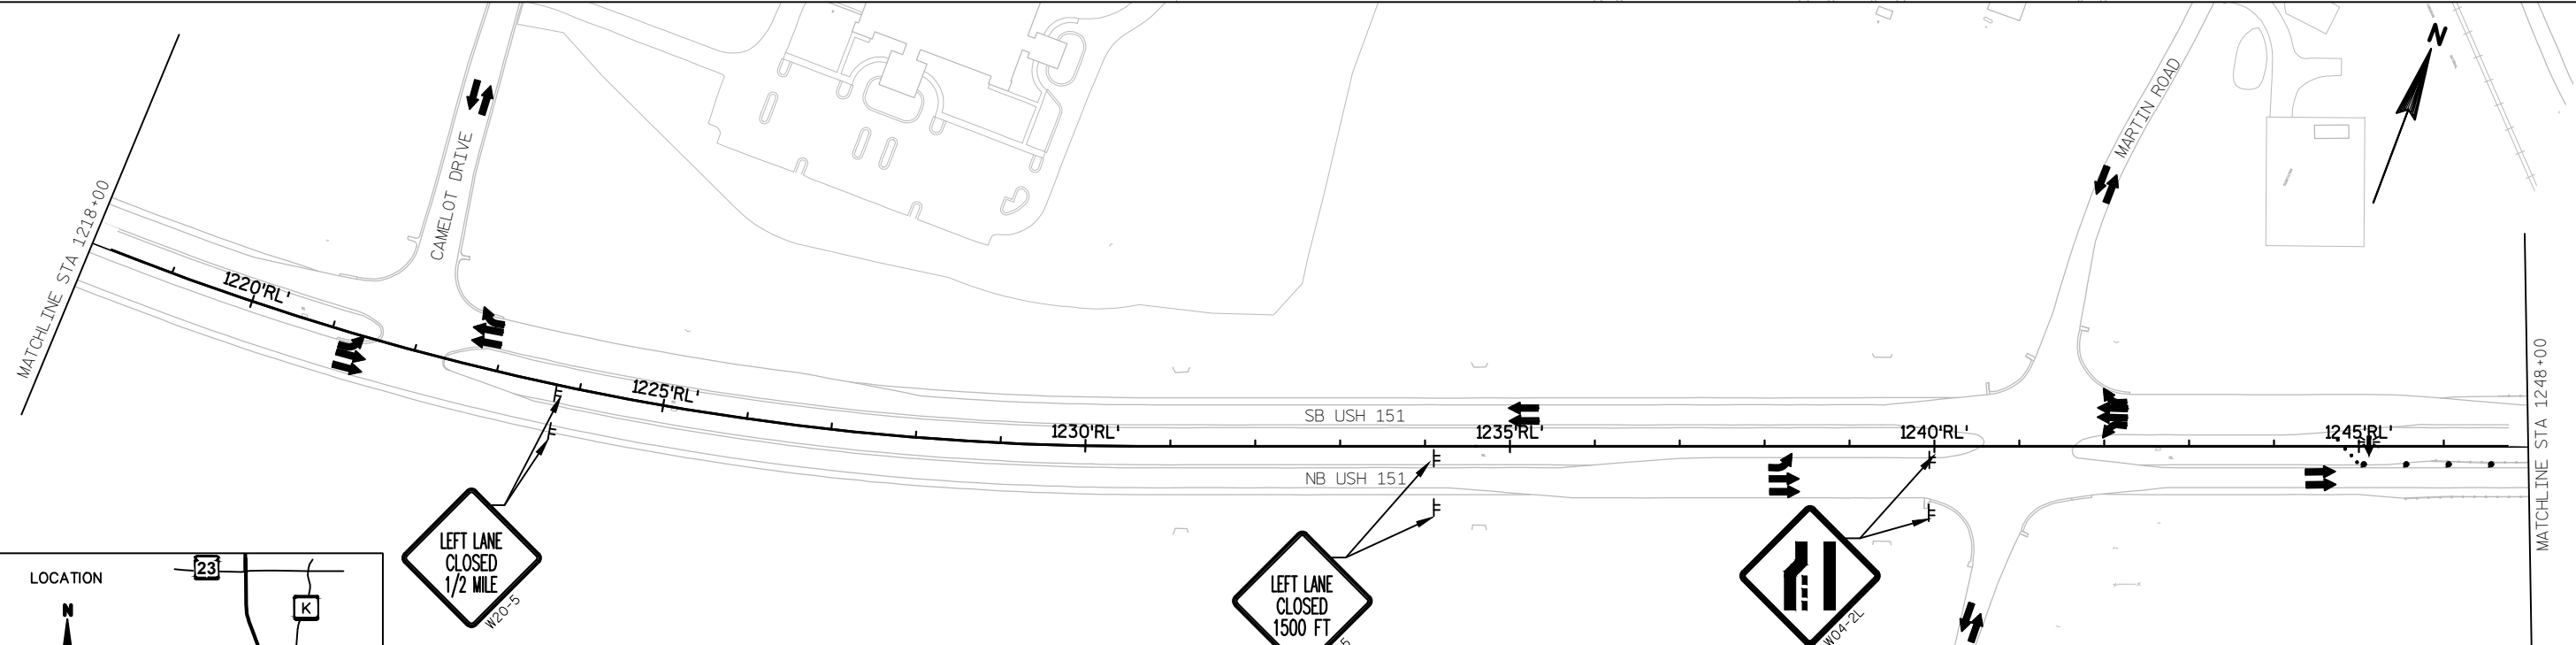 MATCHLINE STA 1218+00
CAMELOT DRIVE
1220'RL'
1225'RL'
1230'RL'
SB USH 151
1235'RL'
NB USH 151
1240'RL'
MARTIN ROAD
1245'RL'
N
MATCHLINE STA 1248+00
LEFT LANE
CLOSED
1/2 MILE
W20-5
LEFT LANE
CLOSED
1500 FT
5
W04-2L
LOCATION
N
23
K